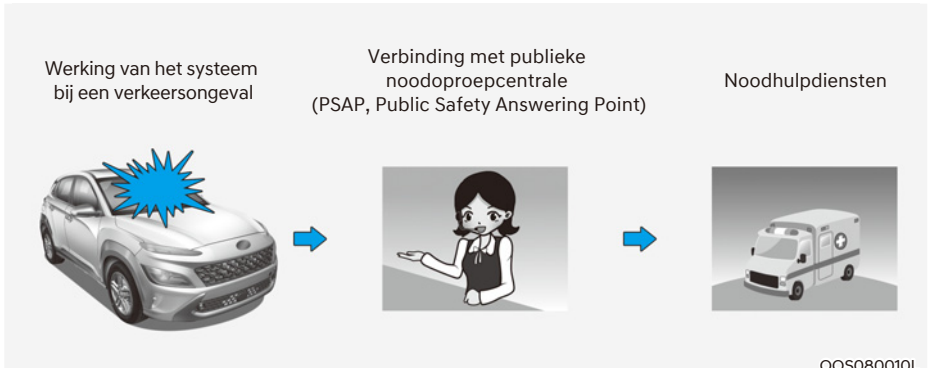 Werking van het systeem
bij een verkeersongeval
Verbinding met publieke
noodoproepcentrale
(PSAP, Public Safety Answering Point)
Noodhulpdiensten
OOS080010L